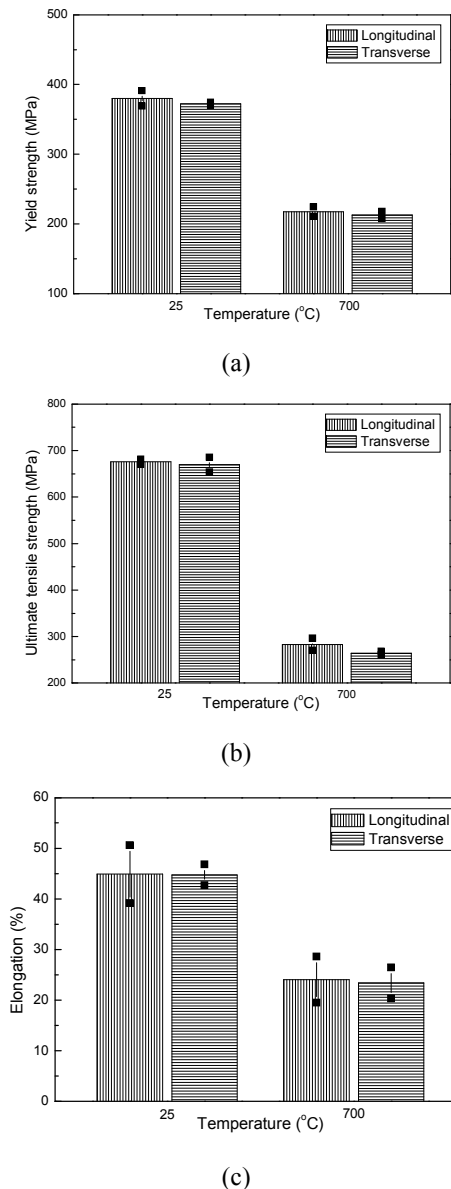 500
Longitudinal
Transverse
400
300
200
100
Yield strength (MPa)
25
700
Temperature (°C)
(a)
800
Longitudinal
Transverse
700
600
500
400
300
200
Ultimate tensile strength (MPa)
25
700
Temperature (°C)
(b)
60
Longitudinal
Transverse
50
40
30
20
10
0
Elongation (%)
25
700
Temperature (°C)
(c)